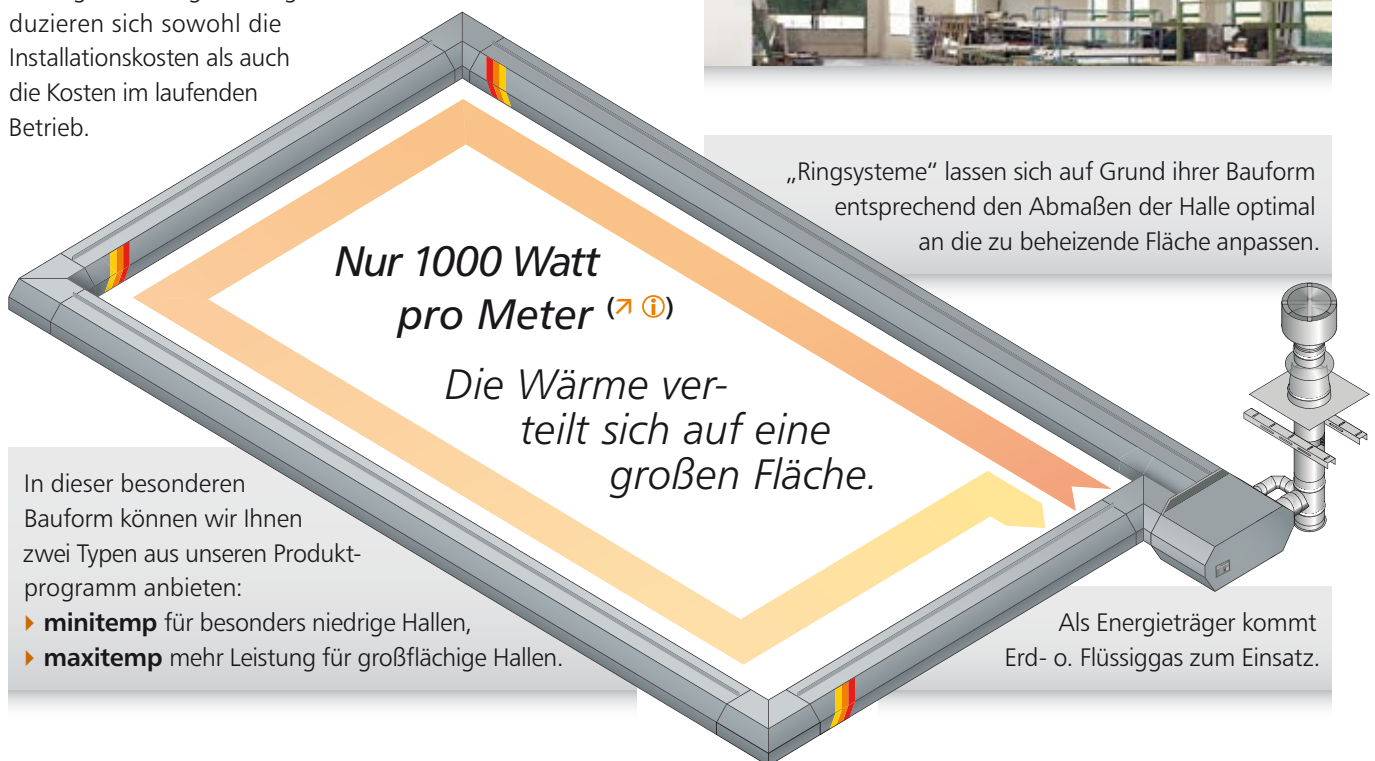 duzieren sich sowohl die
Installationskosten als auch
die Kosten im laufenden
Betrieb.
„Ringsysteme“ lassen sich auf Grund ihrer Bauform
entsprechend den Abmaßen der Halle optimal
an die zu beheizende Fläche anpassen.
Nur 1000 Watt
pro Meter (↗ ⓘ)
Die Wärme ver-
teilt sich auf eine
großen Fläche.
In dieser besonderen
Bauform können wir Ihnen
zwei Typen aus unseren Produkt-
programm anbieten:
minitemp für besonders niedrige Hallen,
maxitemp mehr Leistung für großflächige Hallen.
Als Energieträger kommt
Erd- o. Flüssiggas zum Einsatz.